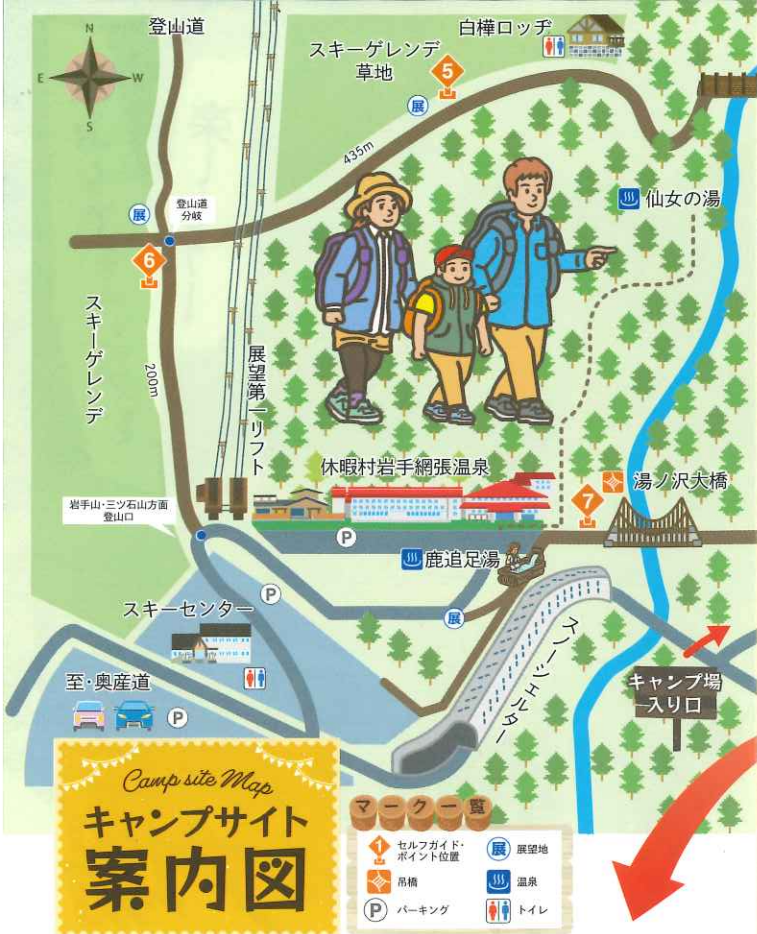 登山道
白樺ロッヂ
スキーゲレンデ
草地
N
E
W
S
5
展
435m
仙女の湯
展
登山道
分岐
6
スキーゲレンデ
200m
展望第一リフト
休暇村岩手網張温泉
7
湯ノ沢大橋
岩手山・三ツ石山方面
登山口
P
鹿追足湯
P
展
スキーセンター
スノーシェルター
至・奥産道
P
キャンプ場
入り口
Camp site Map
キャンプサイト
案内図
マーク一覧
1
セルフガイド・
ポイント位置
展
展望地
吊橋
温泉
P
パーキング
トイレ